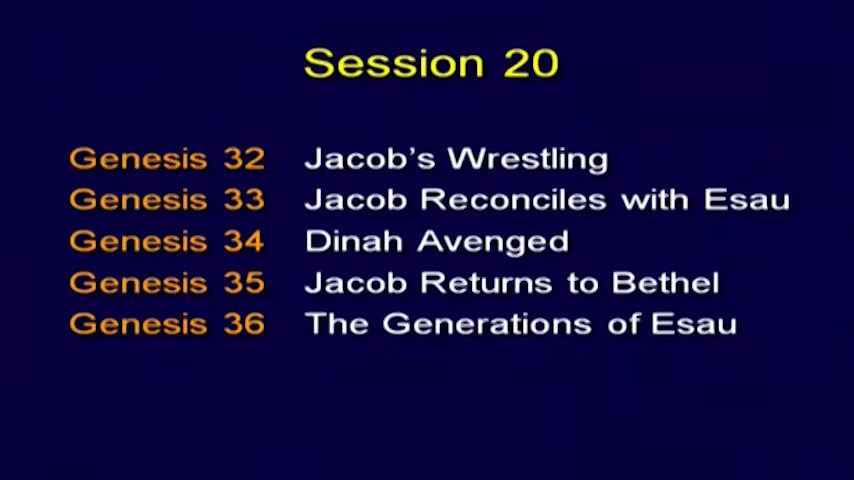 Session 20
Genesis 32 Jacob's Wrestling
Genesis 33 Jacob Reconciles with Esau
Genesis 34 Dinah Avenged
Genesis 35 Jacob Returns to Bethel
Genesis 36 The Generations of Esau